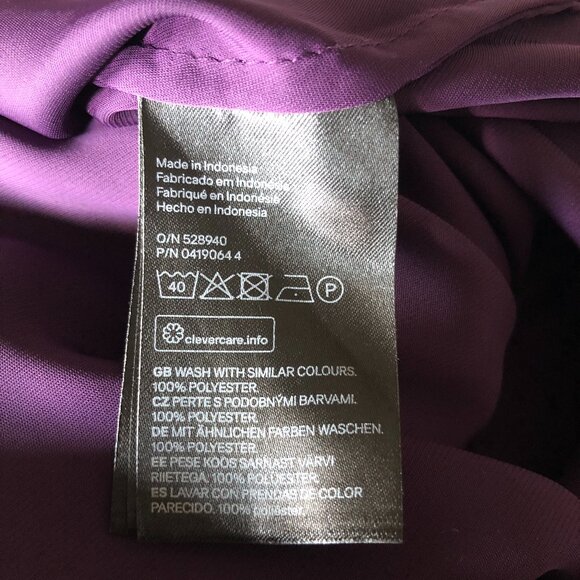 Made in Indonesia
Fabricado em Indonésia
Fabriqué en Indonésie
Hecho en Indonesia
O/N 528940
P/N 0419064 4
40
P
clevercare.info
GB WASH WITH SIMILAR COLOURS.
100% POLYESTER.
CZ PERTE S PODOBNÝMI BARVAMI.
100% POLYESTER.
DE MIT ÄHNLICHEN FARBEN WASCHEN.
100% POLYESTER.
EE PESE KOOS SARNAST VÄRVI
RIIETEGA. 100% POLÜESTER.
ES LAVAR CON PRENDAS DE COLOR
PARECIDO. 100% poliéster.